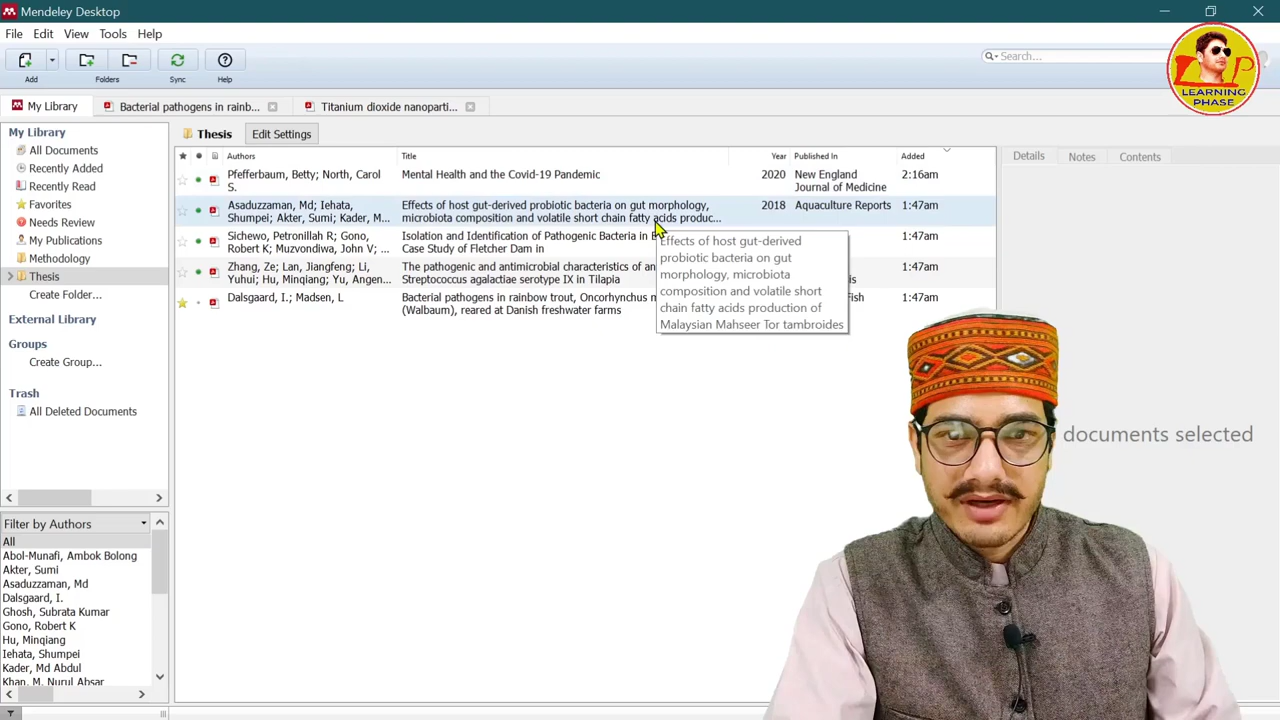 Mendeley Desktop
File Edit View Tools Help
Add Folders Sync Help
Search...
LEARNING
PHASE
My Library Bacterial pathogens in rainb... Titanium dioxide nanoparti...
My Library
All Documents
Recently Added
Recently Read
Favorites
Needs Review
My Publications
Methodology
Thesis
Create Folder...
External Library
Groups
Create Group...
Trash
All Deleted Documents
Filter by Authors
All
Abol-Munafi, Ambok Bolong
Akter, Sumi
Asaduzzaman, Md
Dalsgaard, I.
Ghosh, Subrata Kumar
Gono, Robert K
Hu, Minqiang
Iehata, Shumpei
Kader, Md Abdul
Khan, M. Nurul Absar
Thesis Edit Settings
Authors Title Year Published In Added
Pfefferbaum, Betty; North, Carol Mental Health and the Covid-19 Pandemic 2020 New England 2:16am
S. Journal of Medicine
Asaduzzaman, Md; Iehata, Effects of host gut-derived probiotic bacteria on gut morphology, 2018 Aquaculture Reports 1:47am
Shumpei; Akter, Sumi; Kader, M... microbiota composition and volatile short chain fatty acids produc...
Sichewo, Petronillah R; Gono, Isolation and Identification of Pathogenic Bacteria in 1:47am
Robert K; Muzvondiwa, John V; ... Case Study of Fletcher Dam in
Zhang, Ze; Lan, Jiangfeng; Li, The pathogenic and antimicrobial characteristics of an 1:47am
Yuhui; Hu, Minqiang; Yu, Angen... Streptococcus agalactiae serotype IX in Tilapia
Dalsgaard, I.; Madsen, L Bacterial pathogens in rainbow trout, Oncorhynchus 1:47am
(Walbaum), reared at Danish freshwater farms
Effects of host gut-derived
probiotic bacteria on gut
morphology, microbiota
composition and volatile short
chain fatty acids production of
Malaysian Mahseer Tor tambroides
Details Notes Contents
documents selected